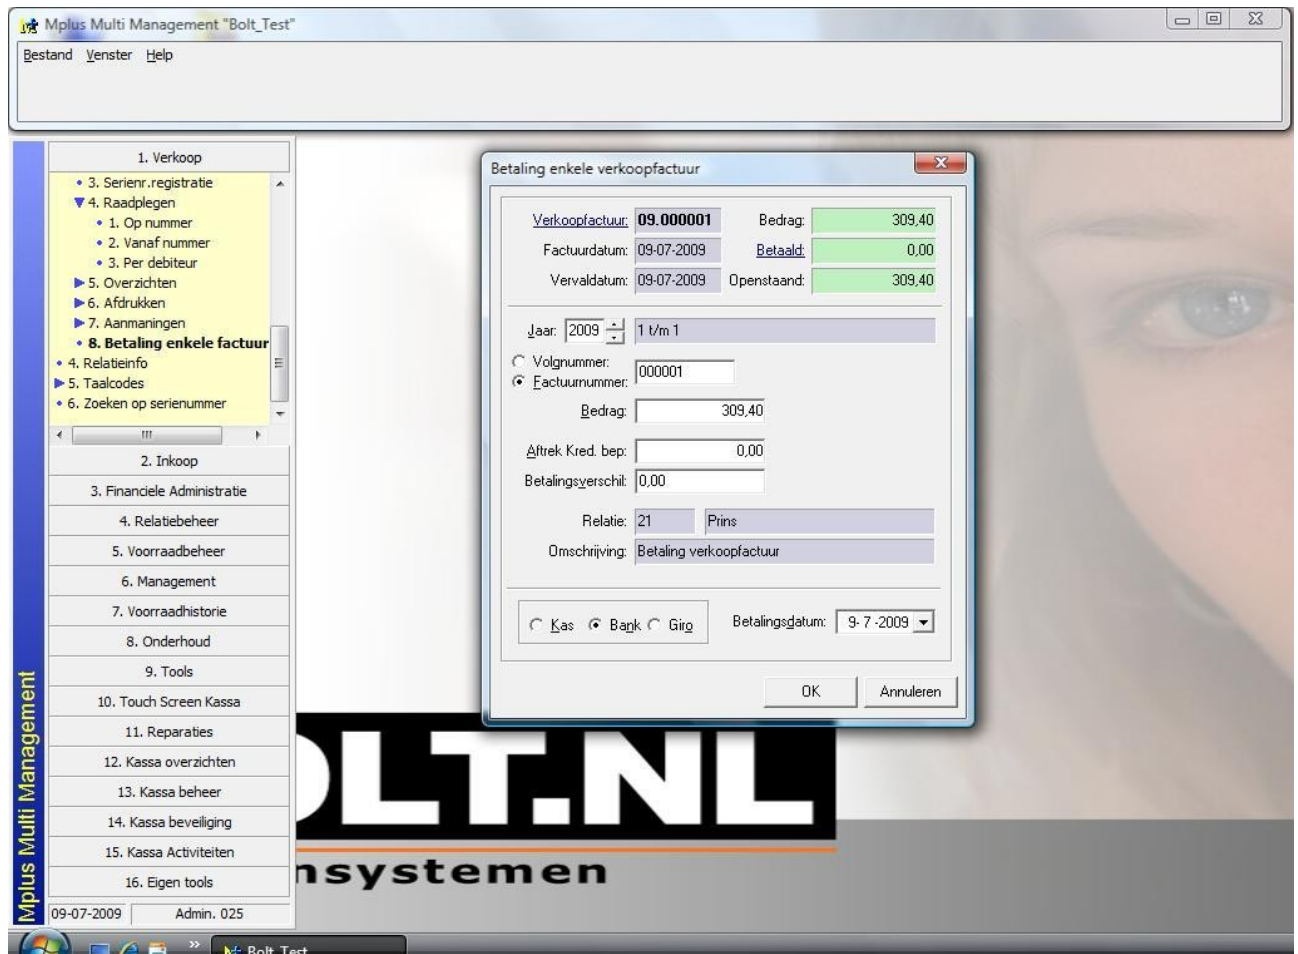 Mplus Multi Management "Bolt_Test"
Bestand Venster Help
1. Verkoop
3. Serienr.registratie
4. Raadplegen
1. Op nummer
2. Vanaf nummer
3. Per debiteur
5. Overzichten
6. Afdrukken
7. Aanmaningen
8. Betaling enkele factuur
4. Relatieinfo
5. Taalcodes
6. Zoeken op serienummer
2. Inkoop
3. Financiele Administratie
4. Relatiebeheer
5. Voorraadbeheer
6. Management
7. Voorraadhistorie
8. Onderhoud
9. Tools
10. Touch Screen Kassa
11. Reparaties
12. Kassa overzichten
13. Kassa beheer
14. Kassa beveiliging
15. Kassa Activiteiten
16. Eigen tools
09-07-2009 Admin. 025
Mplus Multi Management
Betaling enkele verkoopfactuur
Verkoopfactuur: 09.000001 Bedrag: 309,40
Factuurdatum: 09-07-2009 Betaald: 0,00
Vervaldatum: 09-07-2009 Openstaand: 309,40
Jaar: 2009 1 t/m 1
Volgnummer:
Factuurnummer: 000001
Bedrag: 309,40
Aftrek Kred. bep: 0,00
Betalingsverschil: 0,00
Relatie: 21 Prins
Omschrijving: Betaling verkoopfactuur
Kas Bank Giro Betalingsdatum: 9-7-2009
OK Annuleren
OLT.NL
nsystemen
Bolt_Test